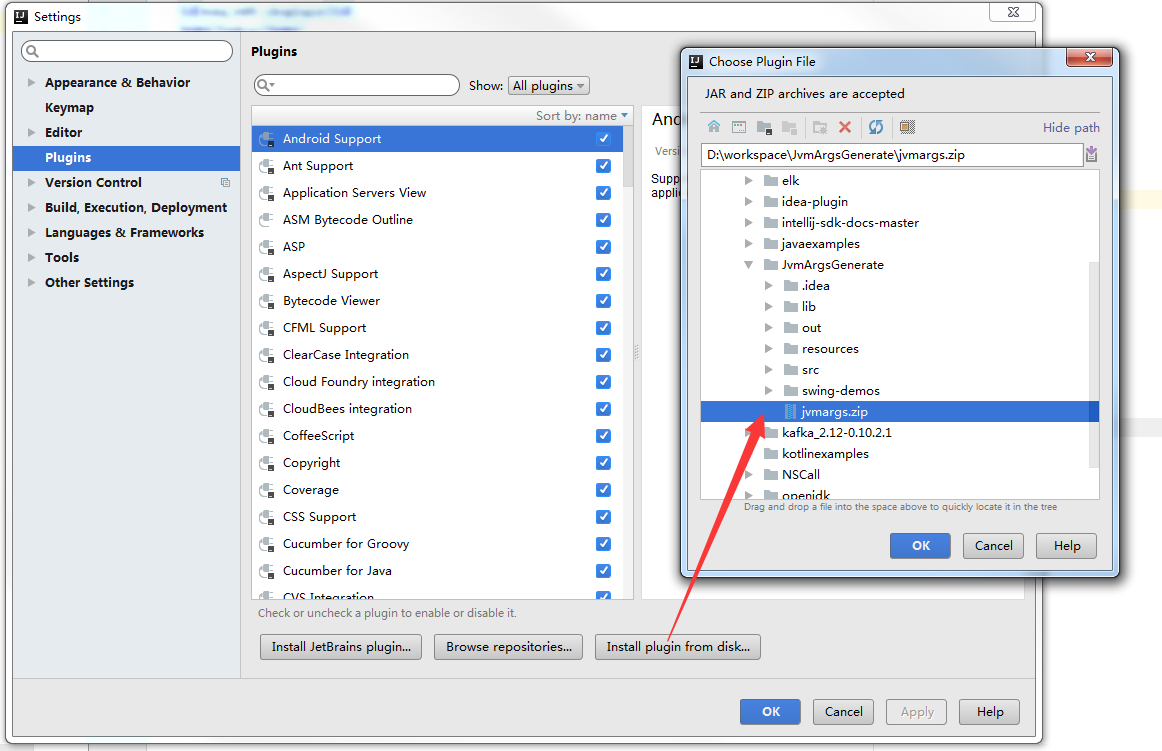 Settings
Appearance & Behavior
Keymap
Editor
Plugins
Version Control
Build, Execution, Deployment
Languages & Frameworks
Tools
Other Settings
Plugins
Show: All plugins
Sort by: name
Android Support
Ant Support
Application Servers View
ASM Bytecode Outline
ASP
AspectJ Support
Bytecode Viewer
CFML Support
ClearCase Integration
Cloud Foundry integration
CloudBees integration
CoffeeScript
Copyright
Coverage
CSS Support
Cucumber for Groovy
Cucumber for Java
CVS Integration
Check or uncheck a plugin to enable or disable it.
Install JetBrains plugin... Browse repositories... Install plugin from disk...
OK Cancel Apply Help
Choose Plugin File
JAR and ZIP archives are accepted
Hide path
D:\workspace\JvmArgsGenerate\jvmargs.zip
elk
idea-plugin
intellij-sdk-docs-master
javaexamples
JvmArgsGenerate
.idea
lib
out
resources
src
swing-demos
jvmargs.zip
kafka_2.12-0.10.2.1
kotlinexamples
NSCall
openjdk
Drag and drop a file into the space above to quickly locate it in the tree
OK Cancel Help